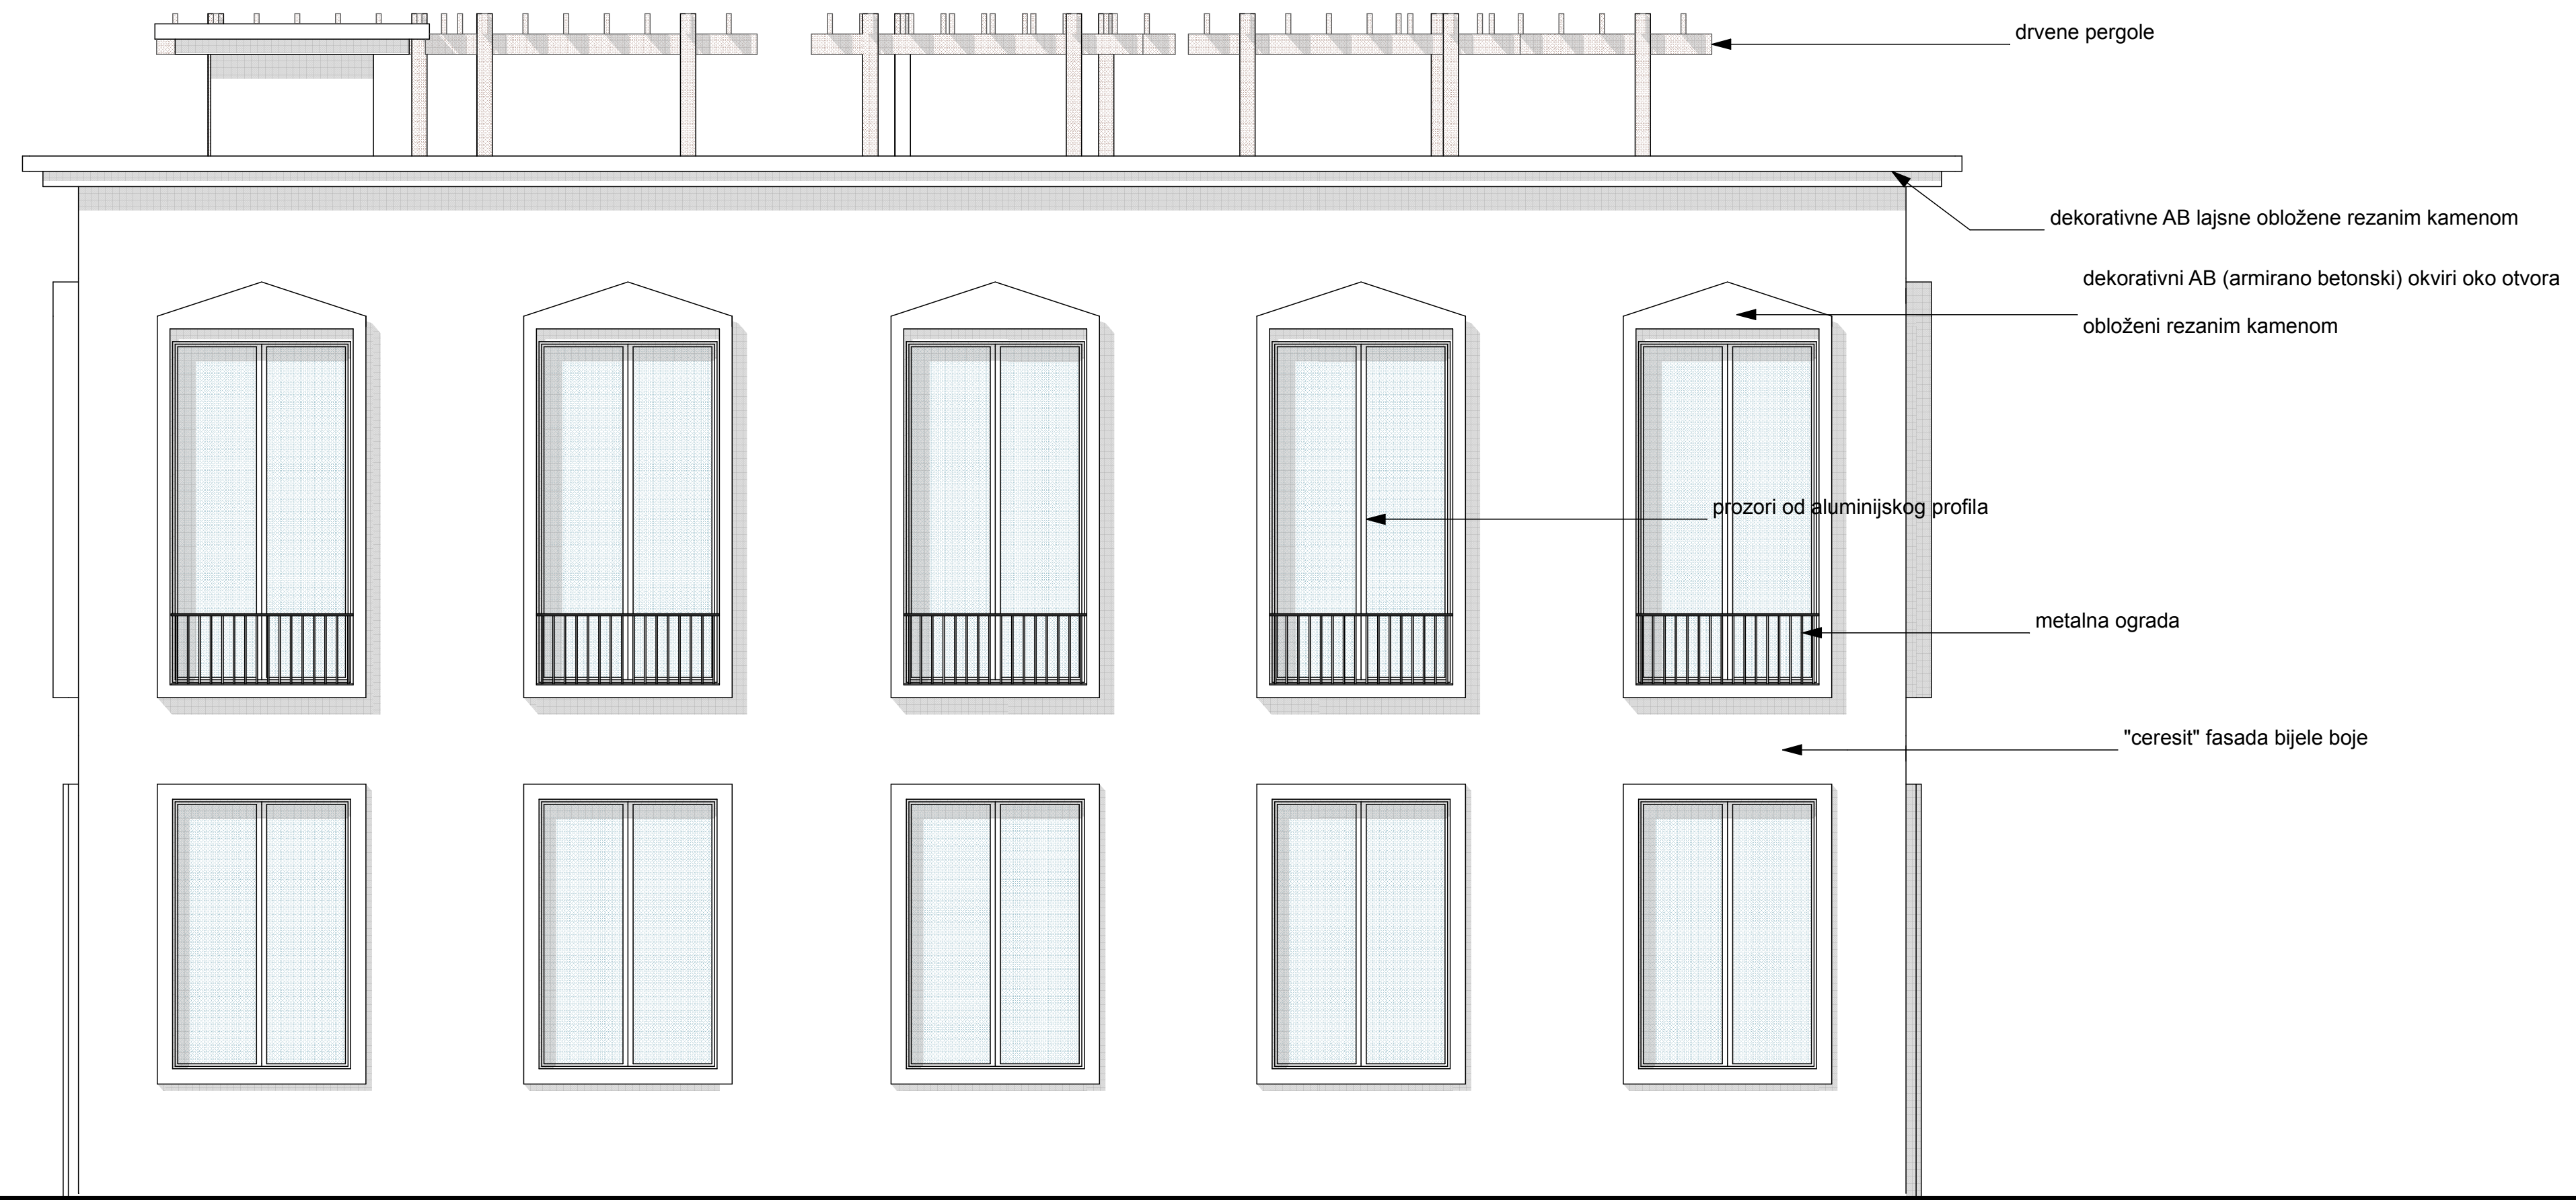 drvene pergole
dekorativne AB lajsne obložene rezanim kamenom
dekorativni AB (armirano betonski) okviri oko otvora
obloženi rezanim kamenom
prozori od aluminijskog profila
metalna ograda
"ceresit" fasada bijele boje